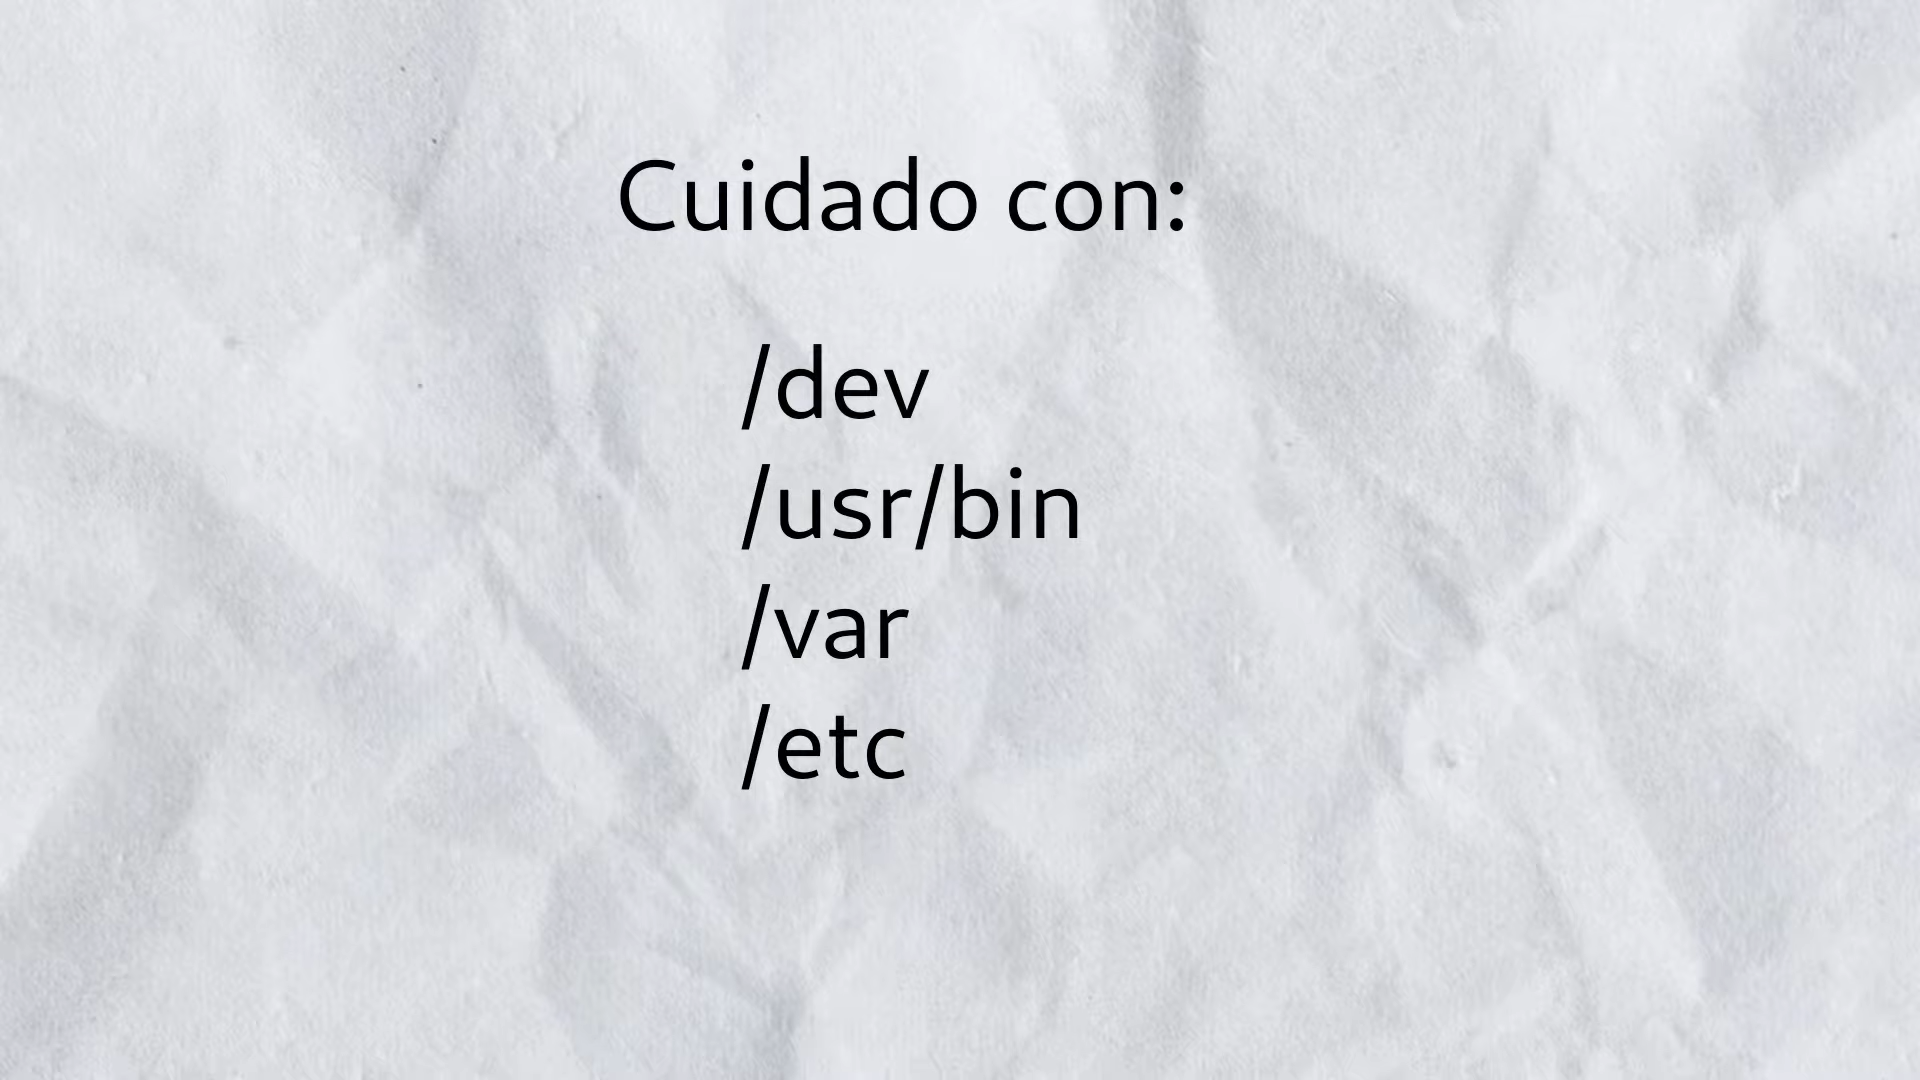 Cuidado con:
/dev
/usr/bin
/var
/etc